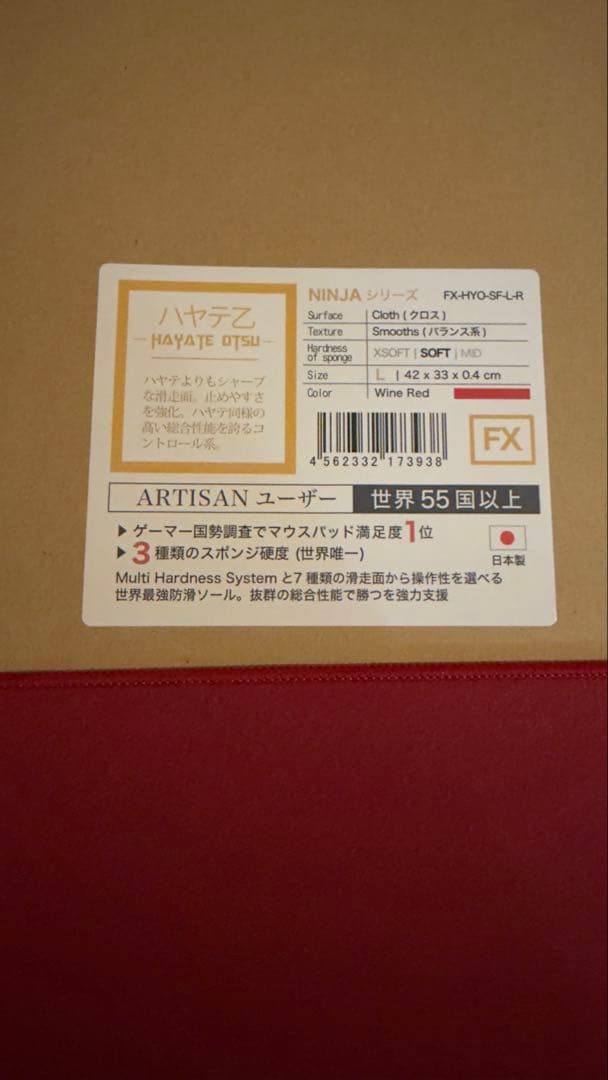 ハヤテ乙
HAYATE OTSU
ハヤテよりもシャープ
な滑走面。止めやすさ
を強化。ハヤテ同様の
高い総合性能を誇るコ
ントロール系。
NINJA シリーズ FX-HYO-SF-L-R
Surface Cloth (クロス)
Texture Smooths (バランス系)
Hardness of sponge XSOFT | SOFT | MID
Size L | 42 x 33 x 0.4 cm
Color Wine Red
4 562332 173938
FX
ARTISAN ユーザー 世界 55 国以上
▶ ゲーマー国勢調査でマウスパッド満足度1位
▶ 3種類のスポンジ硬度 (世界唯一)
日本製
Multi Hardness System と7 種類の滑走面から操作性を選べる
世界最強防滑ソール。抜群の総合性能で勝つを強力支援